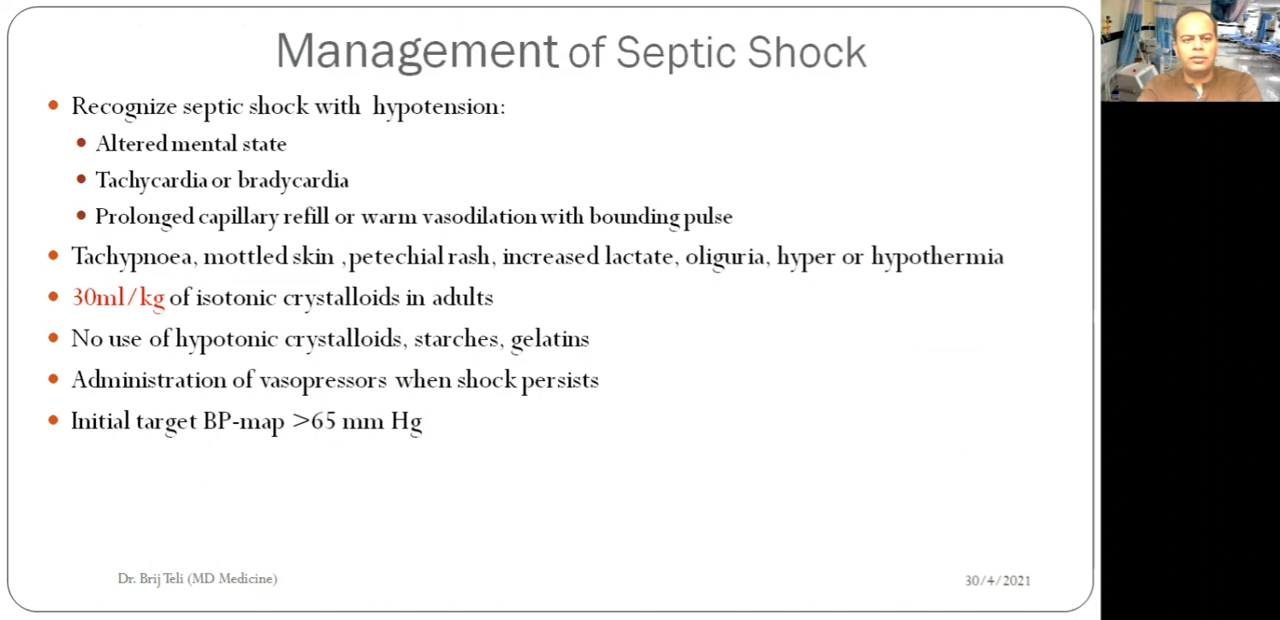 Management of Septic Shock
• Recognize septic shock with hypotension:
• Altered mental state
• Tachycardia or bradycardia
• Prolonged capillary refill or warm vasodilation with bounding pulse
• Tachypnoea, mottled skin ,petechial rash, increased lactate, oliguria, hyper or hypothermia
• 30ml/kg of isotonic crystalloids in adults
• No use of hypotonic crystalloids, starches, gelatins
• Administration of vasopressors when shock persists
• Initial target BP-map >65 mm Hg
Dr. Brij Teli (MD Medicine)
30/4/2021